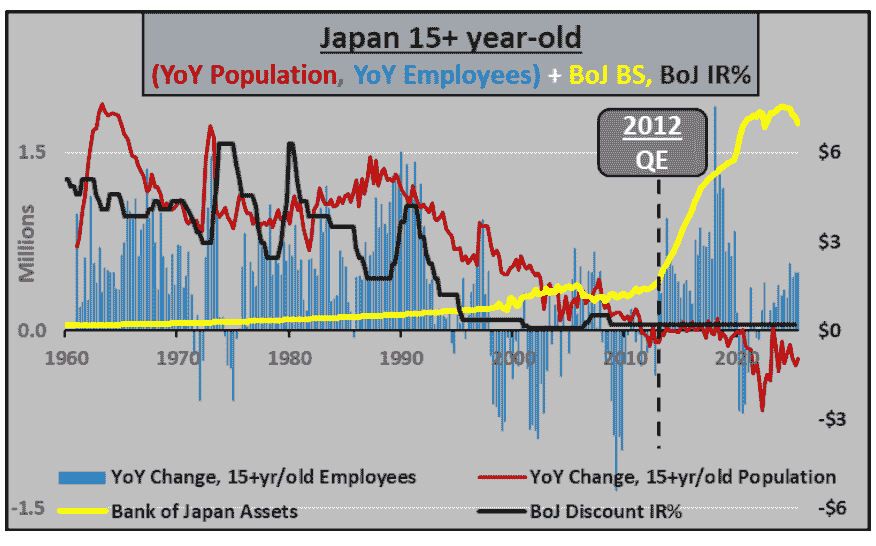 Japan 15+ year-old
(YoY Population, YoY Employees) + BoJ BS, BoJ IR%
2012
QE
1.5
$6
Millions
$3
0.0
$0
1960
1970
1980
1990
2000
2010
2020
-$3
YoY Change, 15+yr/old Employees
YoY Change, 15+yr/old Population
Bank of Japan Assets
BoJ Discount IR%
-1.5
-$6